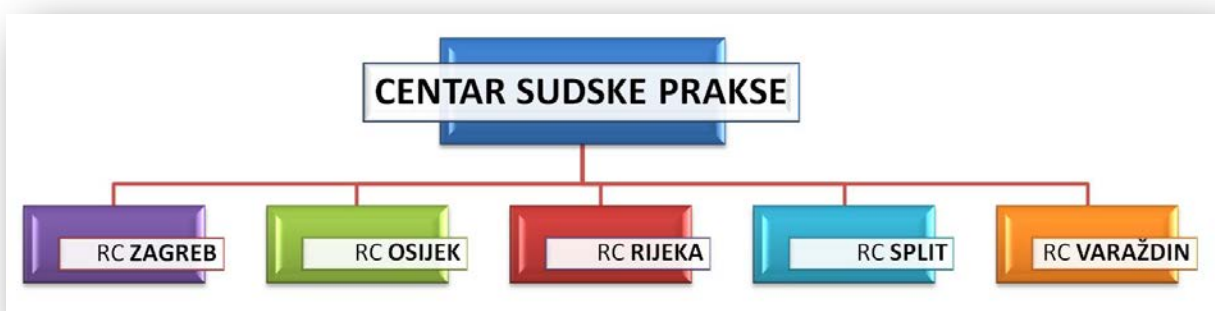 CENTAR SUDSKE PRAKSE
RC ZAGREB
RC OSIJEK
RC RIJEKA
RC SPLIT
RC VARAŽDIN